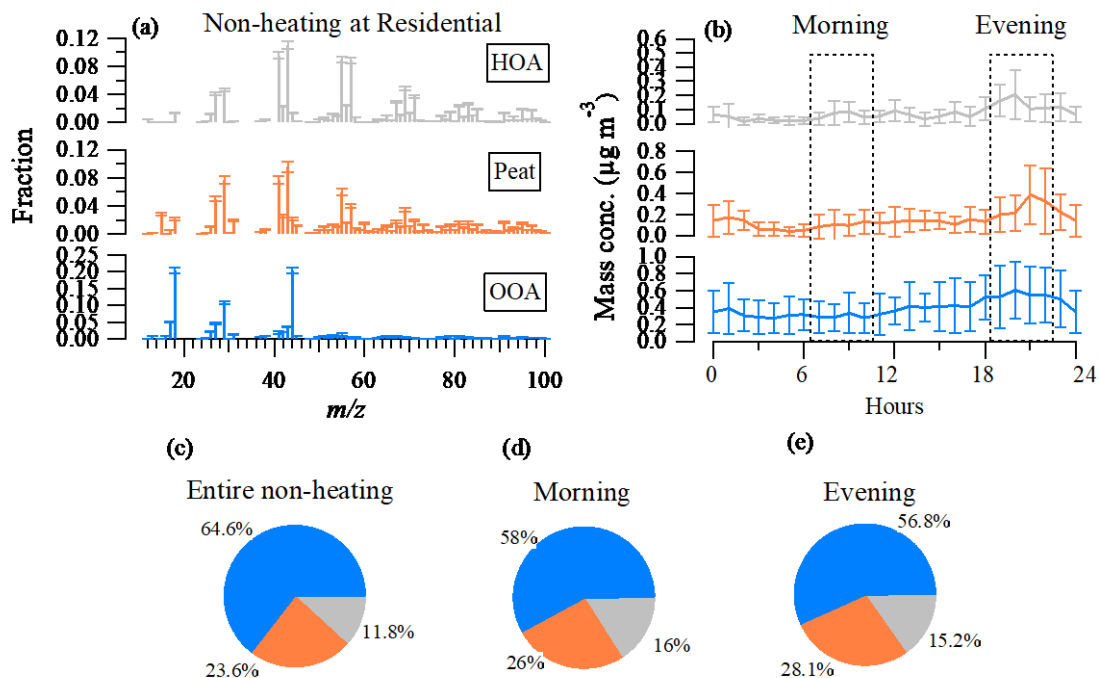 (a)
Non-heating at Residential
0.12
0.08
0.04
0.00
HOA
0.12
0.08
0.04
0.00
Peat
0.25
0.20
0.15
0.10
0.05
0.00
OOA
Fraction
20
40
60
80
100
m/z
(b)
Morning
Evening
0.6
0.5
0.4
0.3
0.2
0.1
0.0
0.8
0.6
0.4
0.2
0.0
1.0
0.8
0.6
0.4
0.2
0.0
Mass conc. (µg m⁻³)
0
6
12
18
24
Hours
(c)
Entire non-heating
64.6%
11.8%
23.6%
(d)
Morning
58%
16%
26%
(e)
Evening
56.8%
15.2%
28.1%